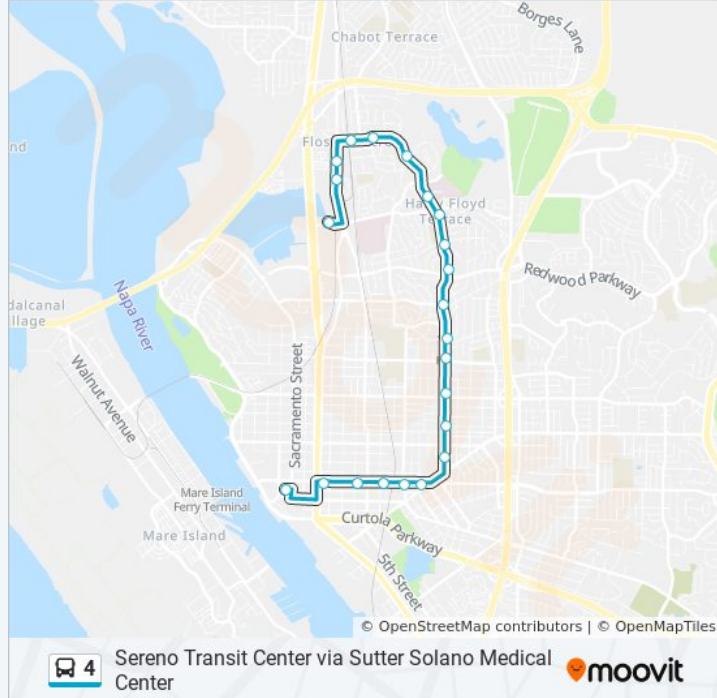 Borges Lane
Chabot Terrace
nd
Harry Floyd
Terrace
Redwood Parkway
dalcanal
illage
Napa River
Walnut Avenue
Sacramento Street
Mare Island
Ferry Terminal
Mare Island
Curtola Parkway
5th Street
© OpenStreetMap contributors | © OpenMapTiles
4 Sereno Transit Center via Sutter Solano Medical
Center
moovit